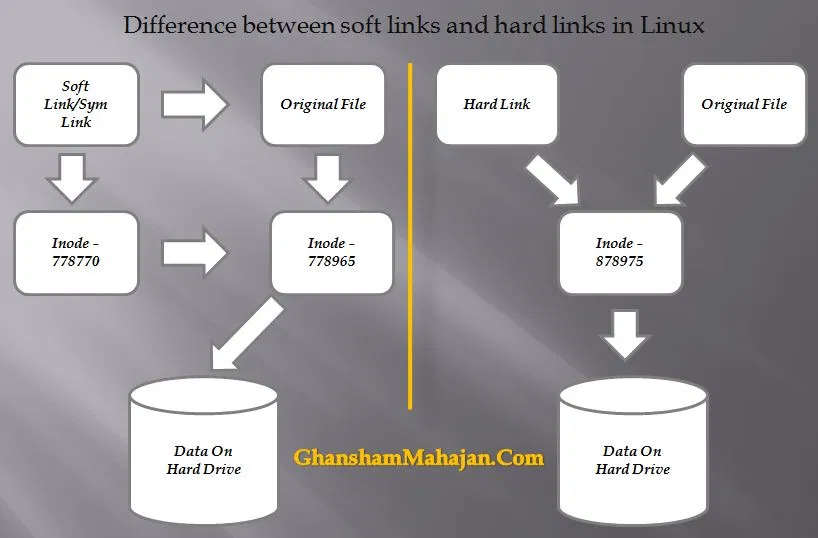 Difference between soft links and hard links in Linux
Soft
Link/Sym
Link
Original File
Hard Link
Original File
Inode –
778770
Inode –
778965
Inode –
878975
Data On
Hard Drive
GhanshamMahajan.Com
Data On
Hard Drive